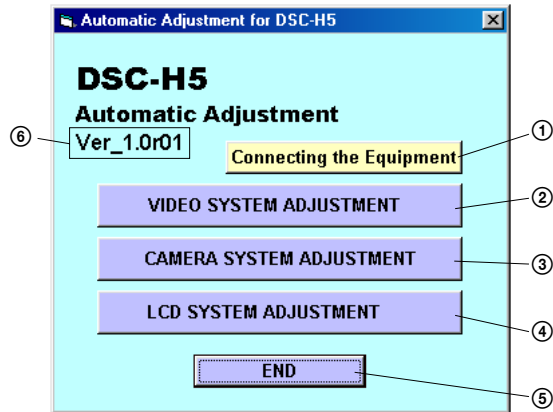 Automatic Adjustment for DSC-H5
DSC-H5
Automatic Adjustment
⑥
Ver_1.0r01
①
Connecting the Equipment
②
VIDEO SYSTEM ADJUSTMENT
③
CAMERA SYSTEM ADJUSTMENT
④
LCD SYSTEM ADJUSTMENT
END
⑤